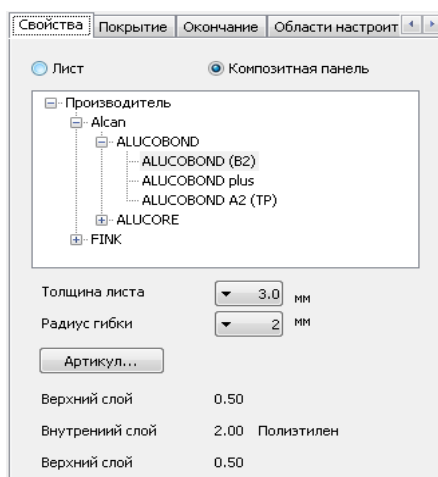 Свойства Покрытие Окончание Области настроит
Лист Композитная панель
Производитель
Alcan
ALUCOBOND
ALUCOBOND (B2)
ALUCOBOND plus
ALUCOBOND A2 (TP)
ALUCORE
FINK
Толщина листа 3.0 мм
Радиус гибки 2 мм
Артикул...
Верхний слой 0.50
Внутрениий слой 2.00 Полиэтилен
Верхний слой 0.50